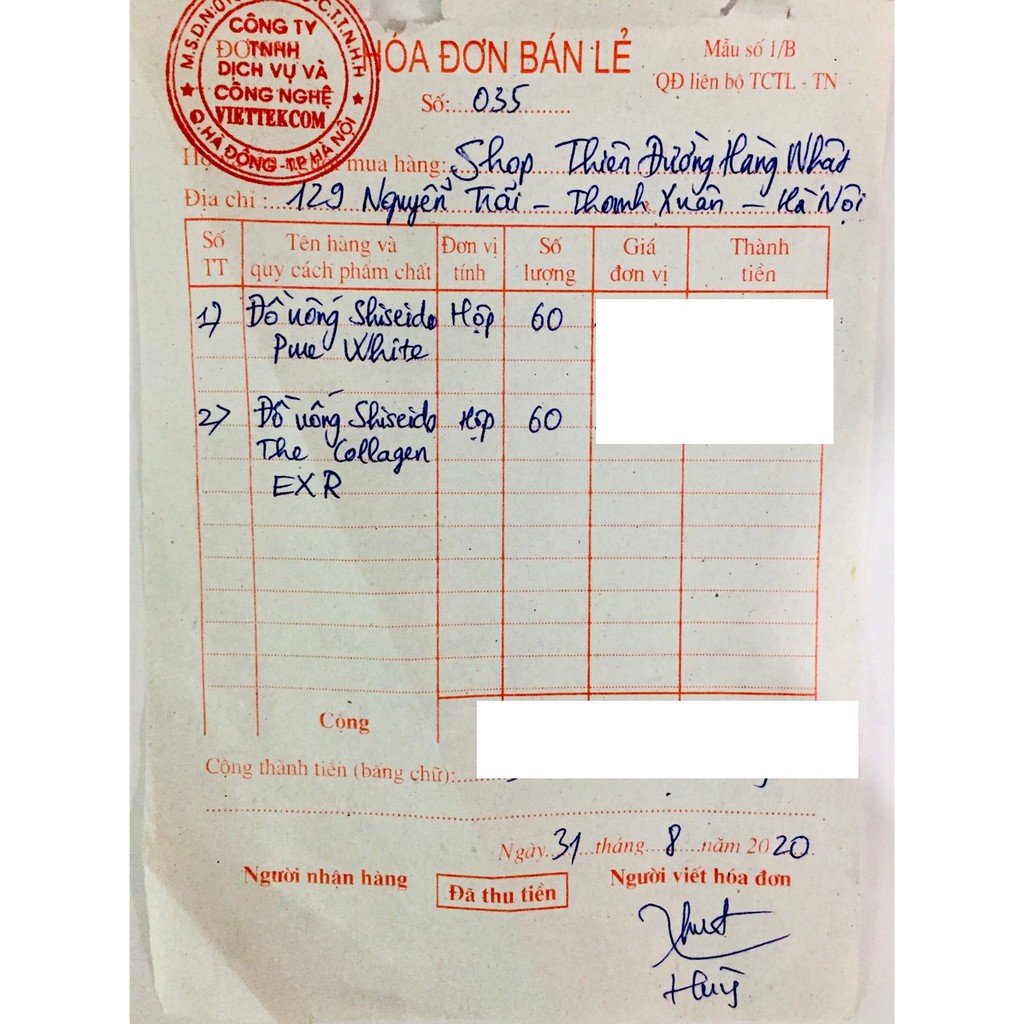 CÔNG TY
TNHH
DỊCH VỤ VÀ
CÔNG NGHỆ
VIETTEKCOM
Q.HÀ ĐÔNG-T.P HÀ NỘI
HÓA ĐƠN BÁN LẺ
Mẫu số 1/B
QĐ liên bộ TCTL - TN
Số: 035
mua hàng: Shop Thiên Đường Hàng Nhật
Địa chỉ : 129 Nguyễn Trãi - Thanh Xuân - Hà Nội
Số TT
Tên hàng và quy cách phẩm chất
Đơn vị tính
Số lượng
Giá đơn vị
Thành tiền
1) Đồ uống Shiseido Hộp 60
Pure White
2) Đồ uống Shiseido Hộp 60
The Collagen
EXR
Cộng
Cộng thành tiền (bằng chữ):
Ngày 31 tháng 8 năm 2020
Người nhận hàng
Đã thu tiền
Người viết hóa đơn